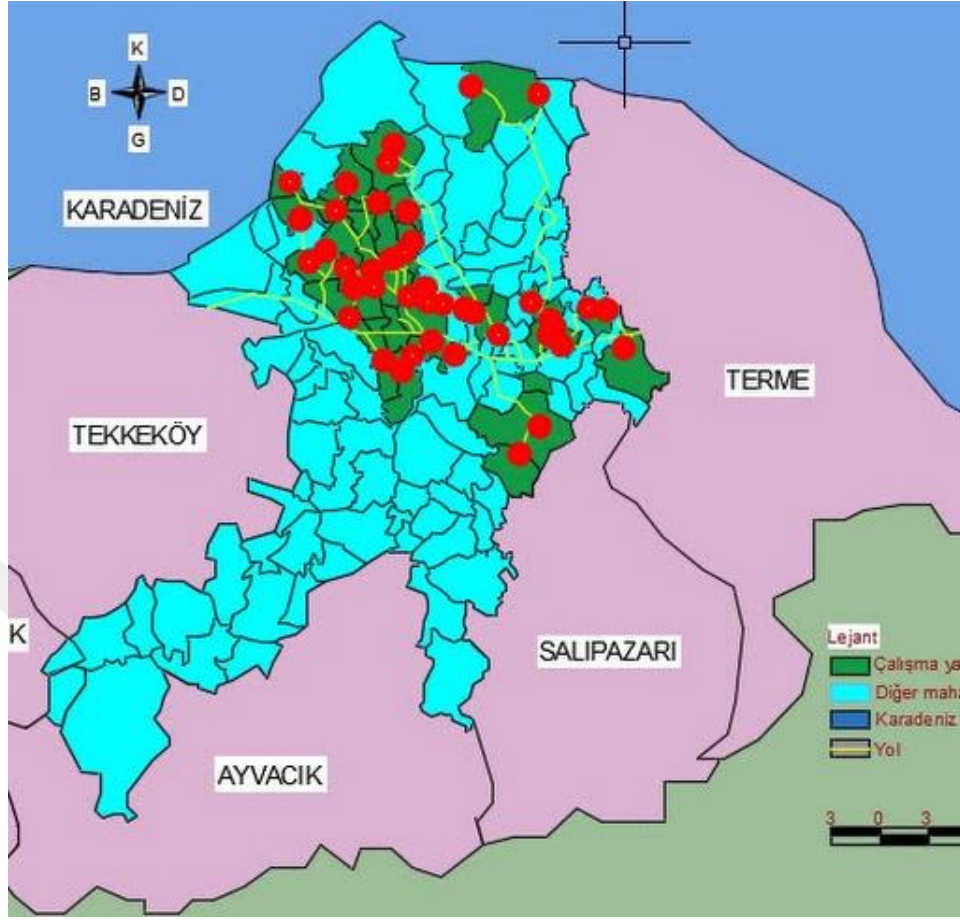 K
B D
G
KARADENİZ
TERME
TEKKEKÖY
K
SALIPAZARI
AYVACIK
Lejant
Çalışma ya
Diğer maha
Karadeniz
Yol
3 0 3